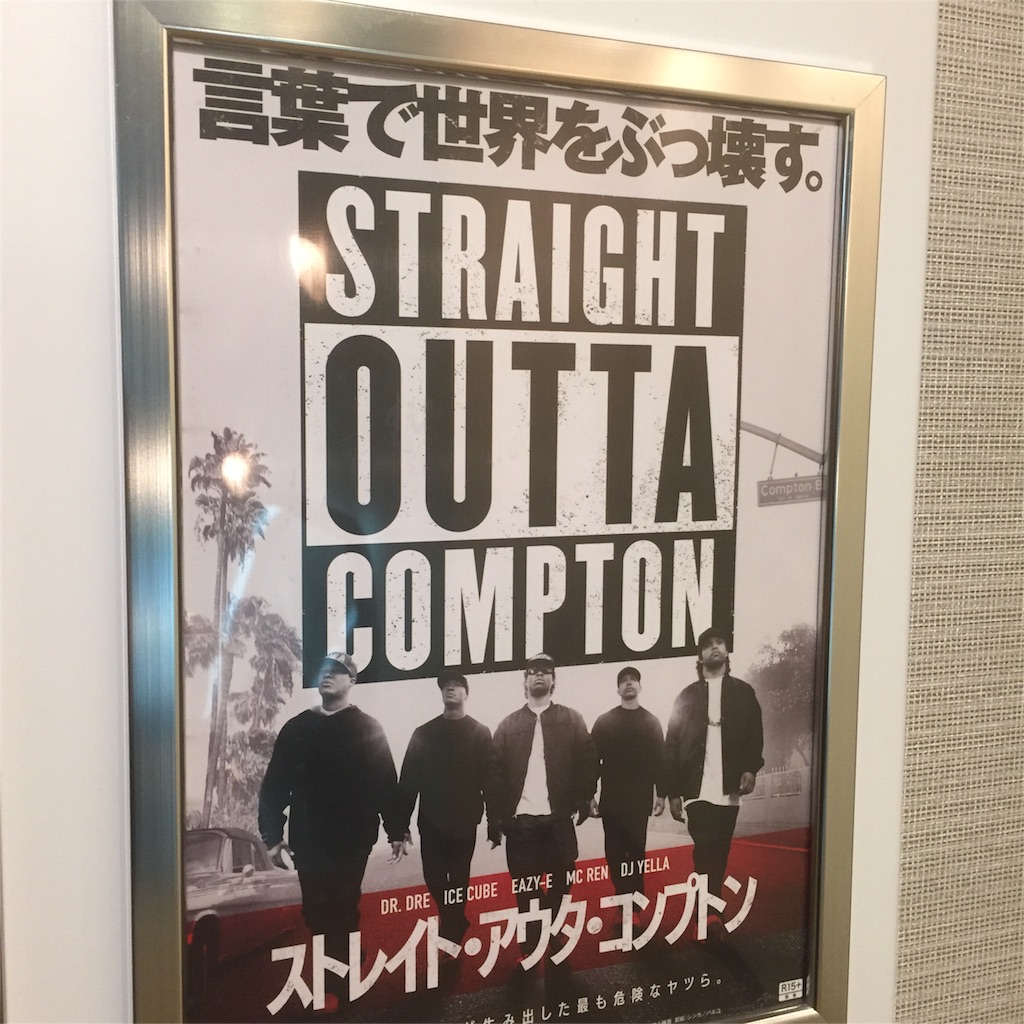 言葉で世界をぶっ壊す。
STRAIGHT
OUTTA
COMPTON
Compton
DR. DRE ICE CUBE EAZY-E MC REN DJ YELLA
ストレイト・アウタ・コンプトン
生み出した最も危険なヤツら。
R15+